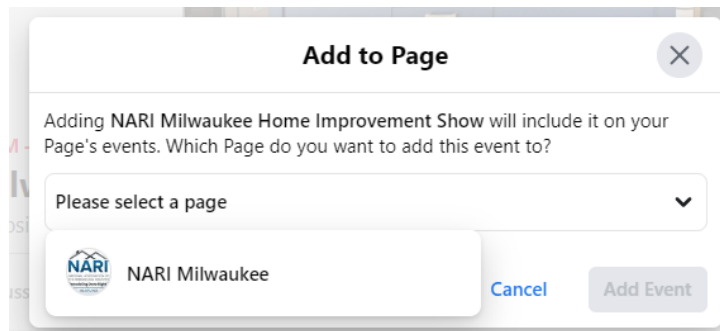 Add to Page
Adding NARI Milwaukee Home Improvement Show will include it on your
Page's events. Which Page do you want to add this event to?
Please select a page
NARI
NARI Milwaukee
Cancel
Add Event